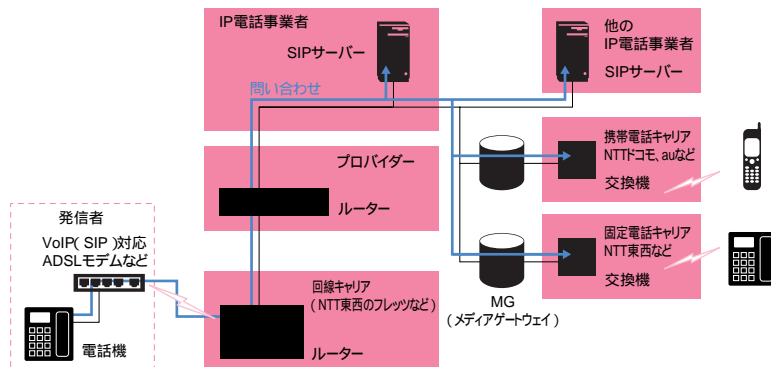 IP電話事業者
SIPサーバー
問い合わせ
他の
IP電話事業者
SIPサーバー
携帯電話キャリア
NTTドコモ、auなど
交換機
プロバイダー
ルーター
固定電話キャリア
NTT東西など
交換機
MG
(メディアゲートウェイ)
発信者
VoIP(SIP)対応
ADSLモデムなど
電話機
回線キャリア
(NTT東西のフレッツなど)
ルーター